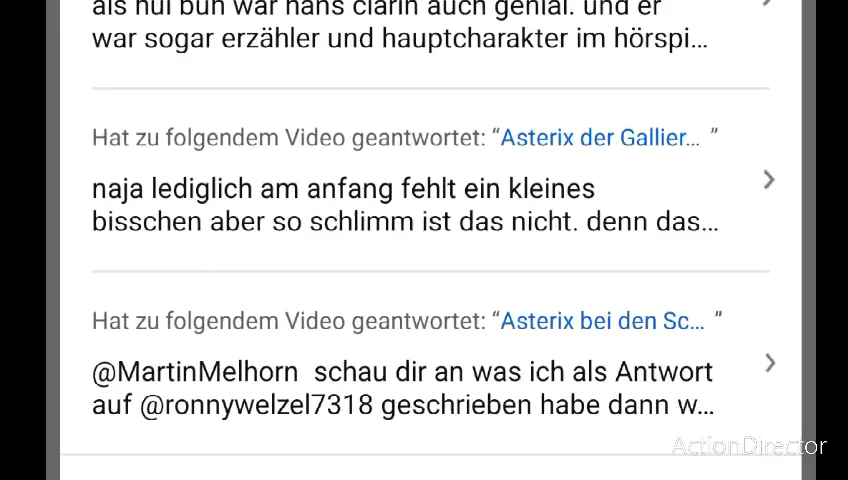 als hui buh war hans clarin auch genial. und er
war sogar erzähler und hauptcharakter im hörspi...
Hat zu folgendem Video geantwortet: “Asterix der Gallier... ”
naja lediglich am anfang fehlt ein kleines
bisschen aber so schlimm ist das nicht. denn das...
Hat zu folgendem Video geantwortet: “Asterix bei den Sc... ”
@MartinMelhorn schau dir an was ich als Antwort
auf @ronnywelzel7318 geschrieben habe dann w...
ActionDirector